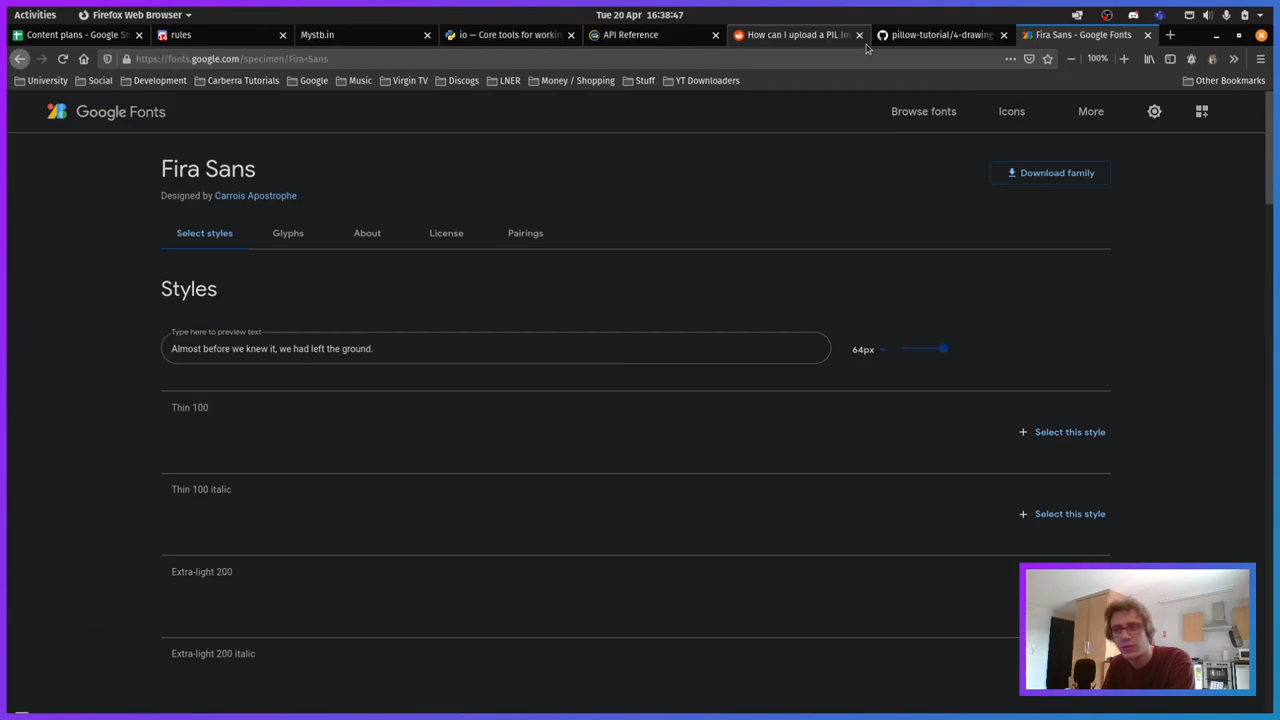 Activities
Firefox Web Browser
Tue 20 Apr 16:38:47
Content plans - Google Sh
rules
Mystb.in
io — Core tools for workin
API Reference
How can I upload a PIL Im
pillow-tutorial/4-drawing
Fira Sans - Google Fonts
https://fonts.google.com/specimen/Fira+Sans
100%
University
Social
Development
Carberra Tutorials
Google
Music
Virgin TV
Discogs
LNER
Money / Shopping
Stuff
YT Downloaders
Other Bookmarks
Google Fonts
Browse fonts
Icons
More
Fira Sans
Designed by Carrois Apostrophe
Download family
Select styles
Glyphs
About
License
Pairings
Styles
Type here to preview text
Almost before we knew it, we had left the ground.
64px
Thin 100
Select this style
Thin 100 italic
Select this style
Extra-light 200
Extra-light 200 italic